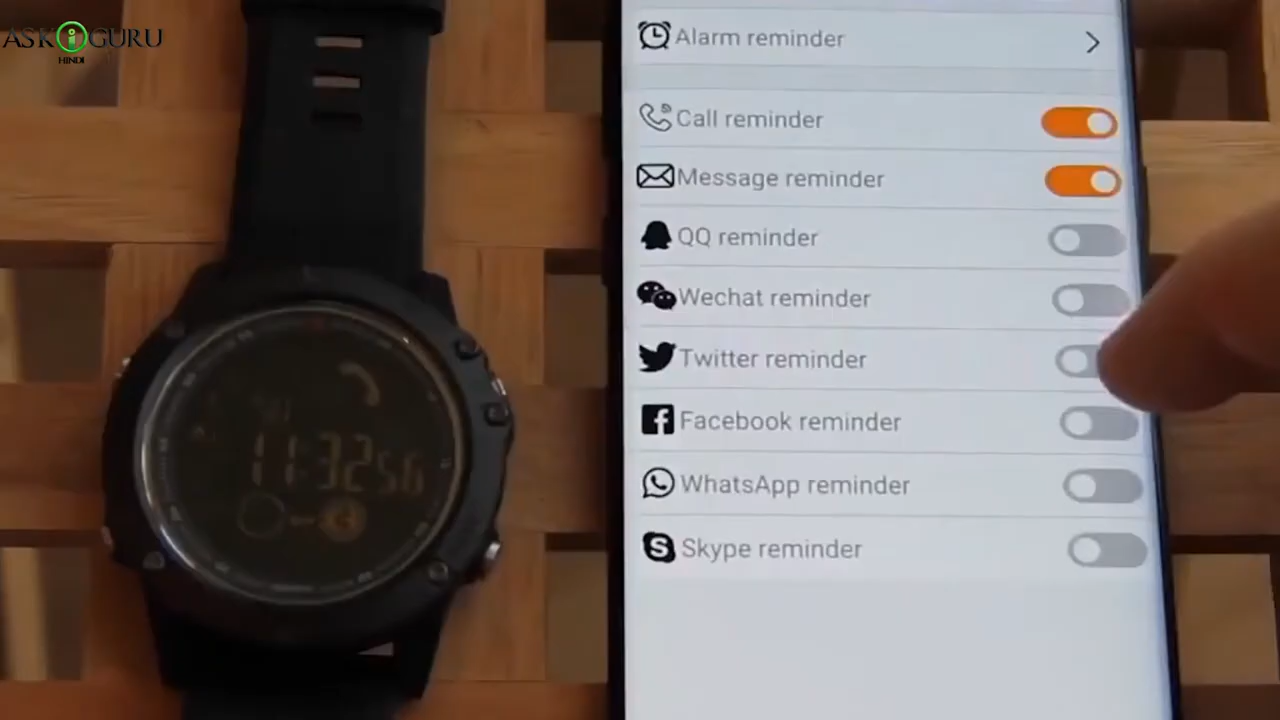 ASK i GURU
HINDI
Alarm reminder
Call reminder
Message reminder
QQ reminder
Wechat reminder
Twitter reminder
Facebook reminder
WhatsApp reminder
Skype reminder
11:32 56